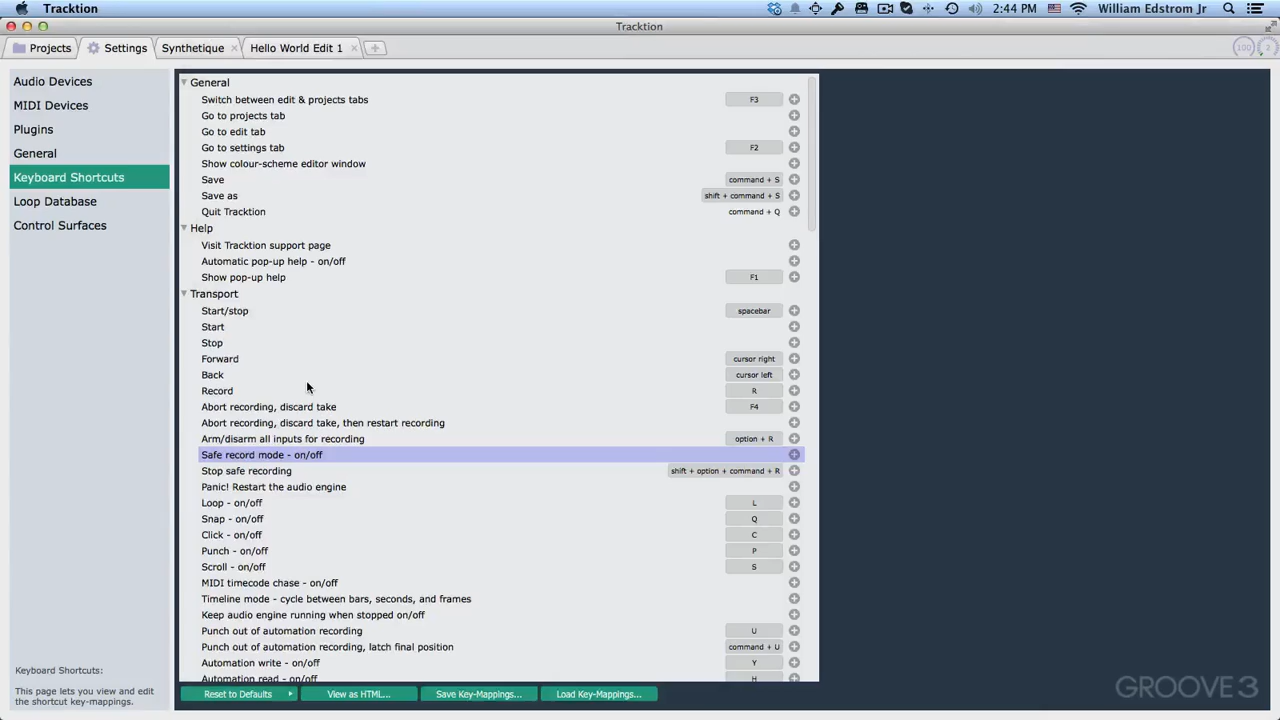 Tracktion 2:44 PM William Edstrom Jr
Tracktion
Projects Settings Synthetique Hello World Edit 1
100 2
Audio Devices
MIDI Devices
Plugins
General
Keyboard Shortcuts
Loop Database
Control Surfaces
General
Switch between edit & projects tabs F3
Go to projects tab
Go to edit tab
Go to settings tab F2
Show colour-scheme editor window
Save command + S
Save as shift + command + S
Quit Tracktion command + Q
Help
Visit Tracktion support page
Automatic pop-up help - on/off
Show pop-up help F1
Transport
Start/stop spacebar
Start
Stop
Forward cursor right
Back cursor left
Record R
Abort recording, discard take F4
Abort recording, discard take, then restart recording
Arm/disarm all inputs for recording option + R
Safe record mode - on/off
Stop safe recording shift + option + command + R
Panic! Restart the audio engine
Loop - on/off L
Snap - on/off Q
Click - on/off C
Punch - on/off P
Scroll - on/off S
MIDI timecode chase - on/off
Timeline mode - cycle between bars, seconds, and frames
Keep audio engine running when stopped on/off
Punch out of automation recording U
Punch out of automation recording, latch final position command + U
Automation write - on/off Y
Automation read - on/off H
Keyboard Shortcuts:
This page lets you view and edit
the shortcut key-mappings.
Reset to Defaults View as HTML... Save Key-Mappings... Load Key-Mappings...
GROOVE 3